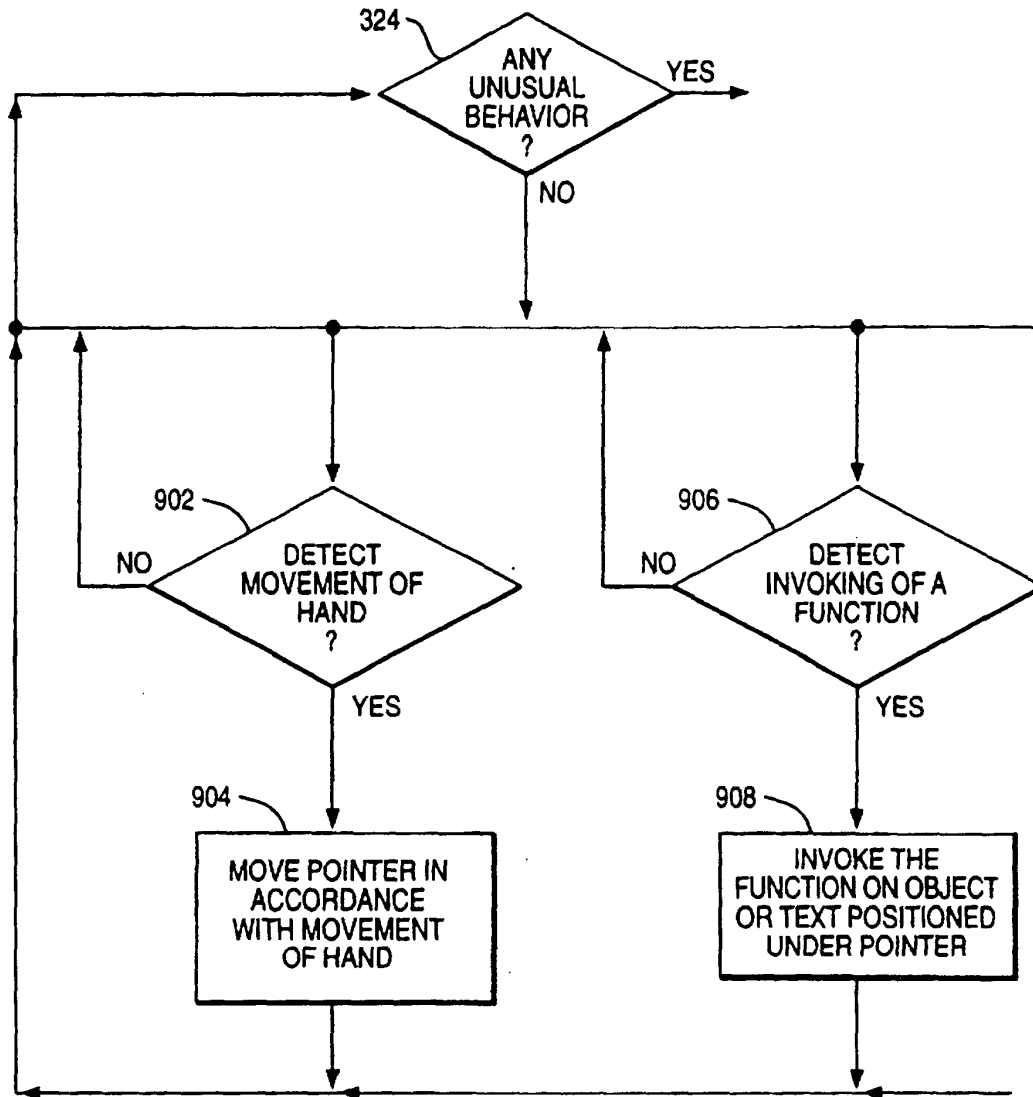 324
ANY
UNUSUAL
BEHAVIOR
?
YES
NO
902
NO
DETECT
MOVEMENT OF
HAND
?
YES
906
NO
DETECT
INVOKING OF A
FUNCTION
?
YES
904
MOVE POINTER IN
ACCORDANCE
WITH MOVEMENT
OF HAND
908
INVOKE THE
FUNCTION ON OBJECT
OR TEXT POSITIONED
UNDER POINTER